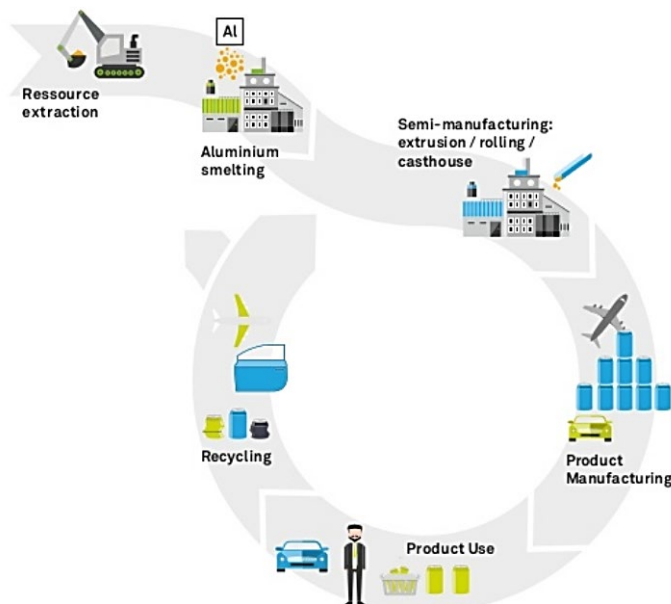 Al
Ressource
extraction
Aluminium
smelting
Semi-manufacturing:
extrusion / rolling /
casthouse
Product
Manufacturing
Product Use
Recycling